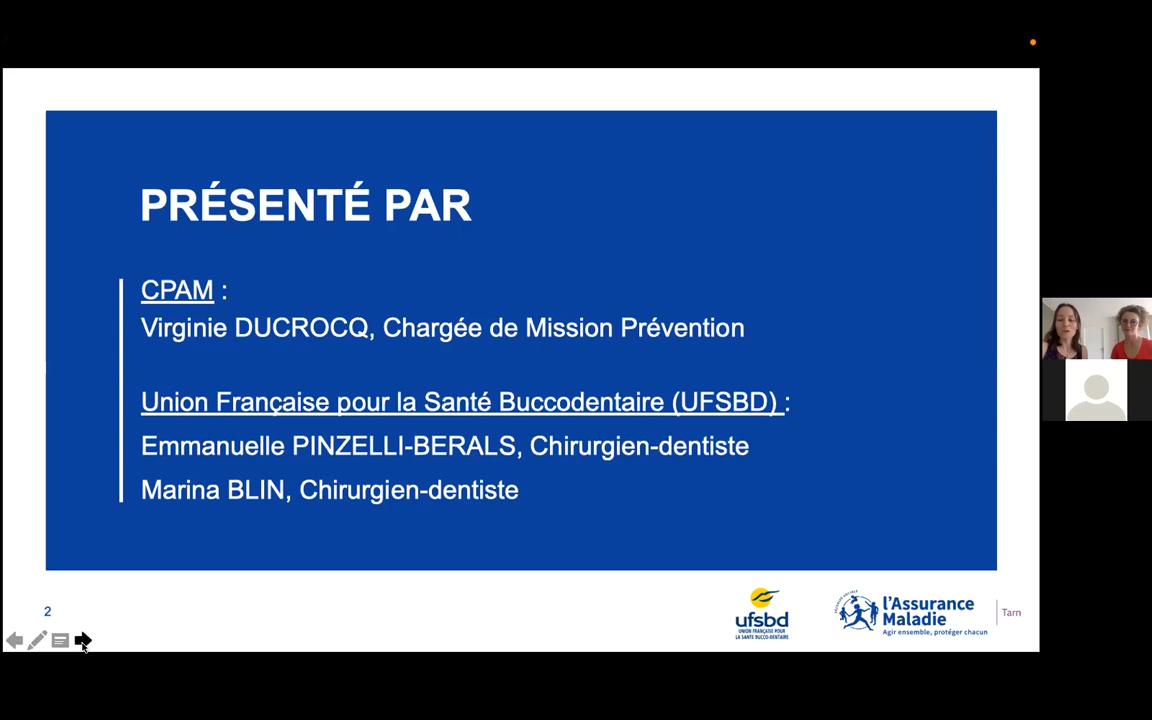 PRÉSENTÉ PAR
CPAM :
Virginie DUCROCQ, Chargée de Mission Prévention
Union Française pour la Santé Buccodentaire (UFSBD) :
Emmanuelle PINZELLI-BERALS, Chirurgien-dentiste
Marina BLIN, Chirurgien-dentiste
2
ufsbd
UNION FRANÇAISE POUR
LA SANTÉ BUCCO-DENTAIRE
SÉCURITÉ SOCIALE
l'Assurance
Maladie
Agir ensemble, protéger chacun
Tarn